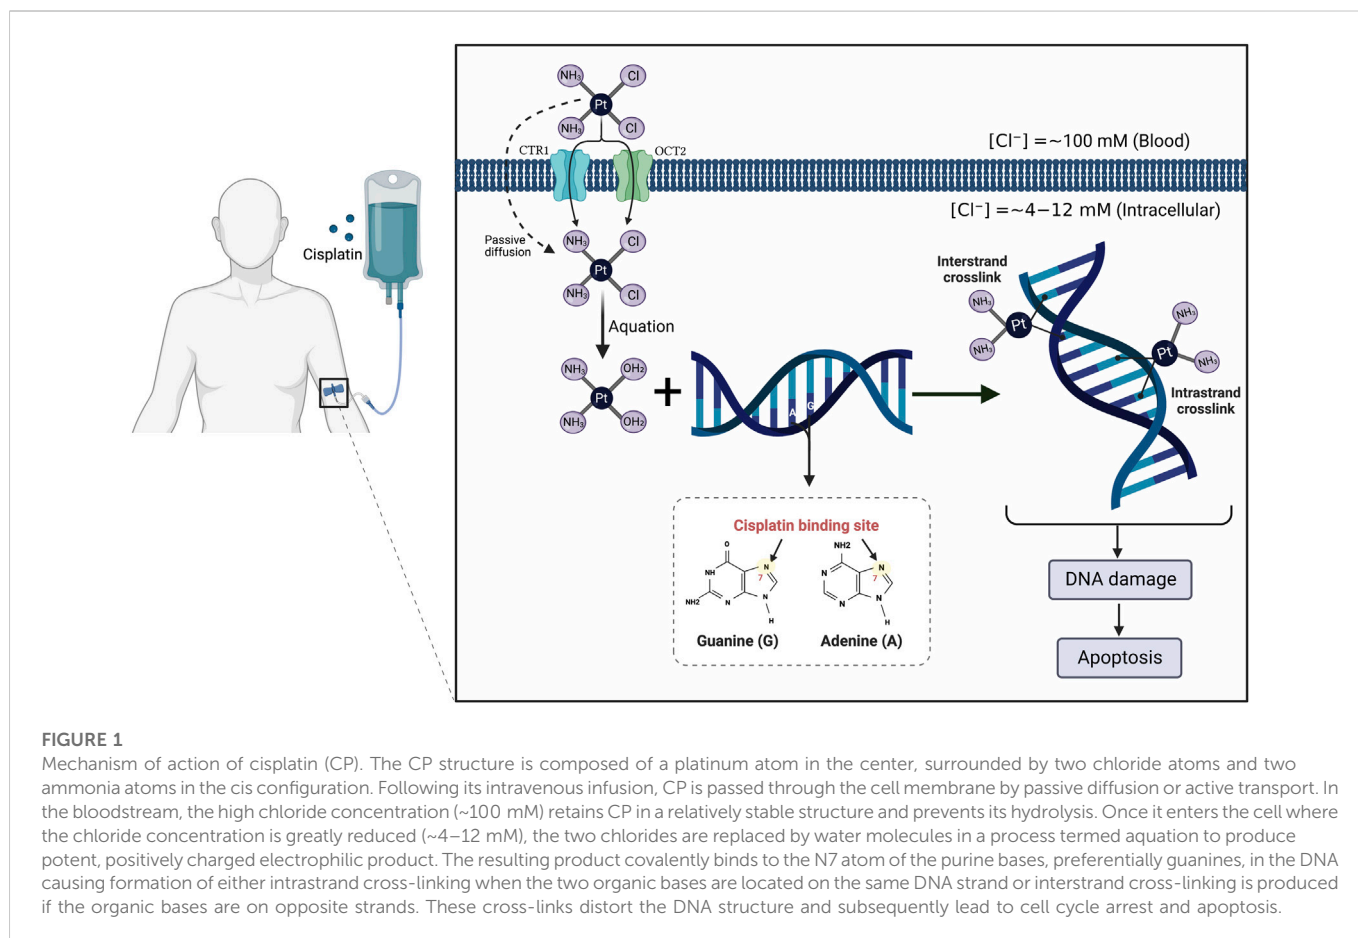 NH₃
Cl
Pt
NH₃
Cl
CTR1
OCT2
[Cl⁻] =~100 mM (Blood)
[Cl⁻] =~4–12 mM (Intracellular)
Cisplatin
Passive
diffusion
NH₃
Cl
Pt
NH₃
Cl
Aquation
NH₃
OH₂
Pt
NH₃
OH₂
+
A
G
Interstrand
crosslink
NH₃
Pt
NH₃
NH₃
Pt
NH₃
Intrastrand
crosslink
Cisplatin binding site
O
NH
N
7
NH2
N
N
H
Guanine (G)
NH2
N
N
7
N
N
H
Adenine (A)
DNA damage
Apoptosis
FIGURE 1
Mechanism of action of cisplatin (CP). The CP structure is composed of a platinum atom in the center, surrounded by two chloride atoms and two
ammonia atoms in the cis configuration. Following its intravenous infusion, CP is passed through the cell membrane by passive diffusion or active transport. In
the bloodstream, the high chloride concentration (~100 mM) retains CP in a relatively stable structure and prevents its hydrolysis. Once it enters the cell where
the chloride concentration is greatly reduced (~4–12 mM), the two chlorides are replaced by water molecules in a process termed aquation to produce
potent, positively charged electrophilic product. The resulting product covalently binds to the N7 atom of the purine bases, preferentially guanines, in the DNA
causing formation of either intrastrand cross-linking when the two organic bases are located on the same DNA strand or interstrand cross-linking is produced
if the organic bases are on opposite strands. These cross-links distort the DNA structure and subsequently lead to cell cycle arrest and apoptosis.